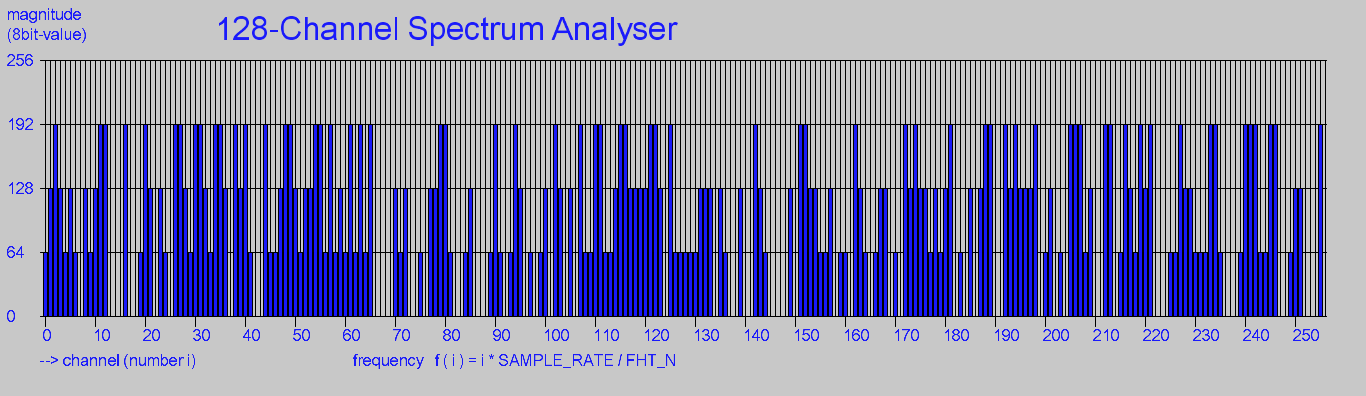 magnitude
(8bit-value)
128-Channel Spectrum Analyser
256
192
128
64
0
0 10 20 30 40 50 60 70 80 90 100 110 120 130 140 150 160 170 180 190 200 210 220 230 240 250
--> channel (number i) frequency f ( i ) = i * SAMPLE_RATE / FHT_N